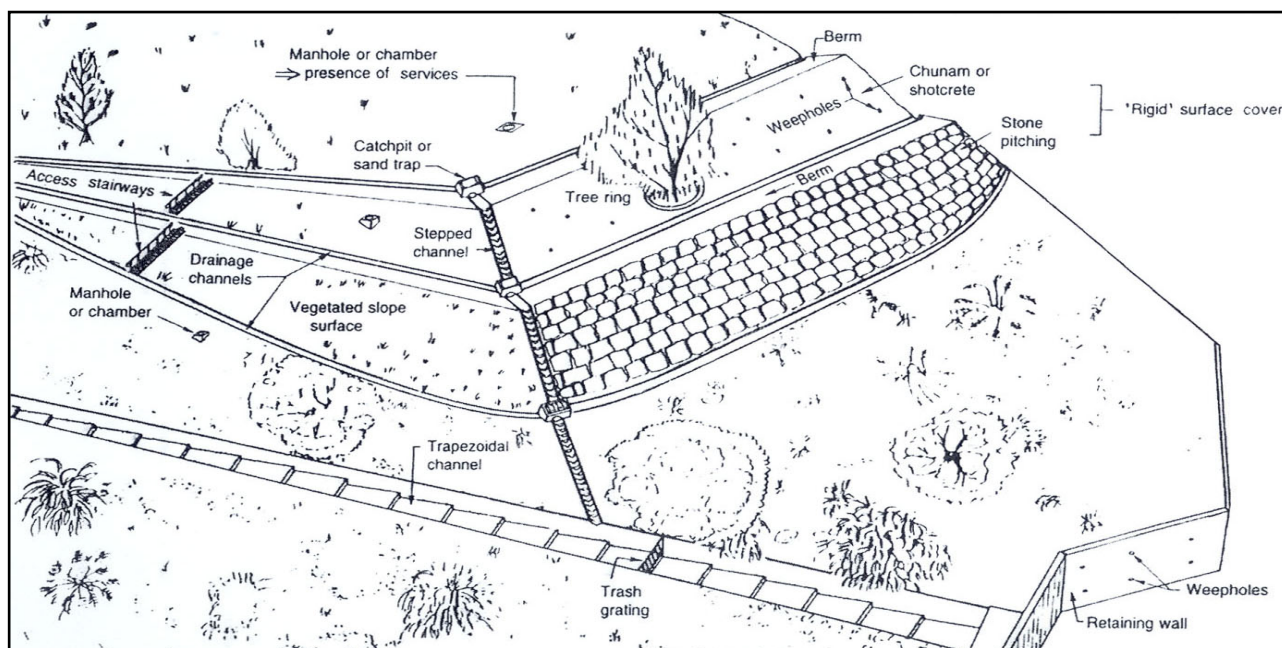 Berm
Manhole or chamber
⇒ presence of services
Chunam or
shotcrete
'Rigid' surface cover
Weepholes
Stone
pitching
Catchpit or
sand trap
Access stairways
Tree ring
Berm
Stepped
channel
Drainage
channels
Manhole
or chamber
Vegetated slope
surface
Trapezoidal
channel
Trash
grating
Weepholes
Retaining wall